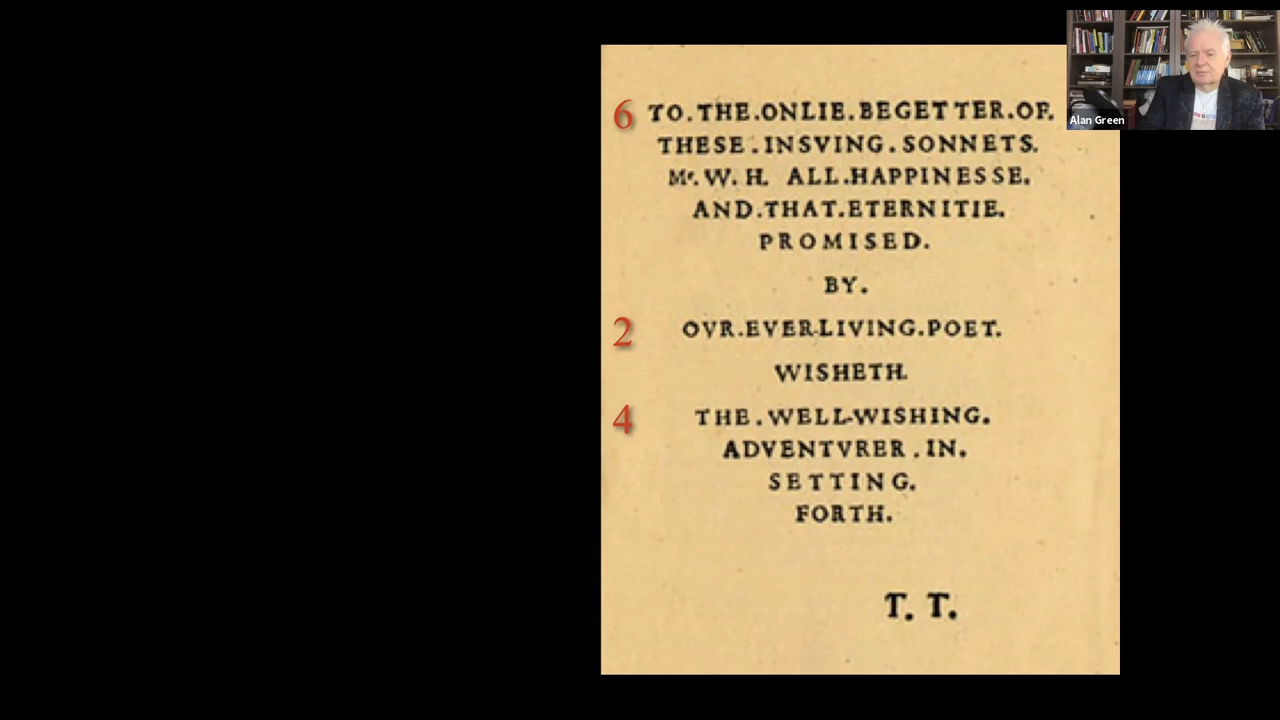 6 TO.THE.ONLIE.BEGETTER.OF.
THESE.INSVING.SONNETS.
Mr.W.H. ALL.HAPPINESSE.
AND.THAT.ETERNITIE.
PROMISED.
BY.
2 OVR.EVER-LIVING.POET.
WISHETH.
4 THE.WELL-WISHING.
ADVENTVRER.IN.
SETTING.
FORTH.
T. T.
Alan Green